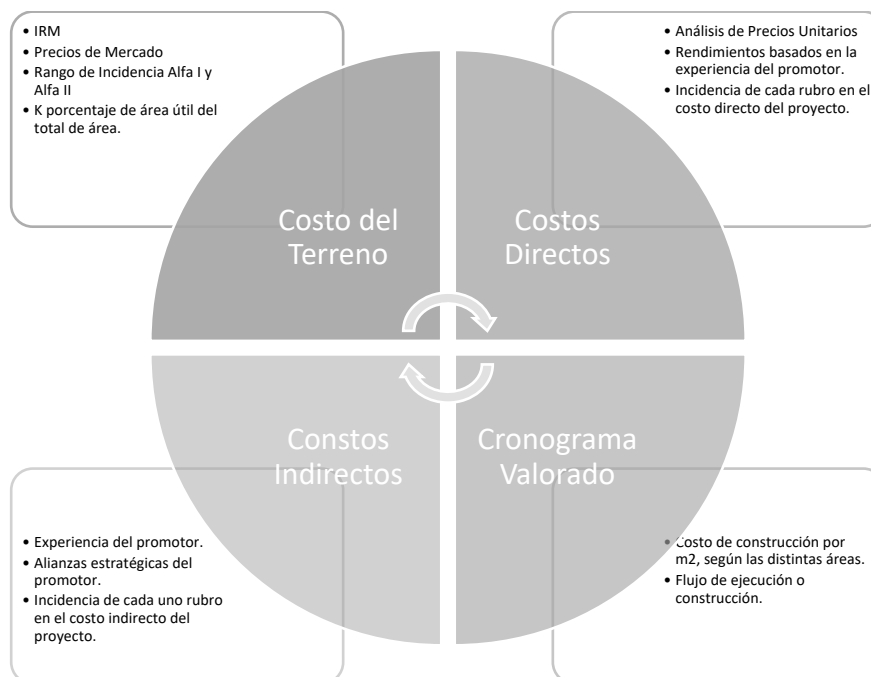 • IRM
• Precios de Mercado
• Rango de Incidencia Alfa I y
Alfa II
• K porcentaje de área útil del
total de área.
• Análisis de Precios Unitarios
• Rendimientos basados en la
experiencia del promotor.
• Incidencia de cada rubro en el
costo directo del proyecto.
Costo del
Terreno
Costos
Directos
Constos
Indirectos
Cronograma
Valorado
• Experiencia del promotor.
• Alianzas estratégicas del
promotor.
• Incidencia de cada uno rubro
en el costo indirecto del
proyecto.
• Costo de construcción por
m2, según las distintas áreas.
• Flujo de ejecución o
construcción.